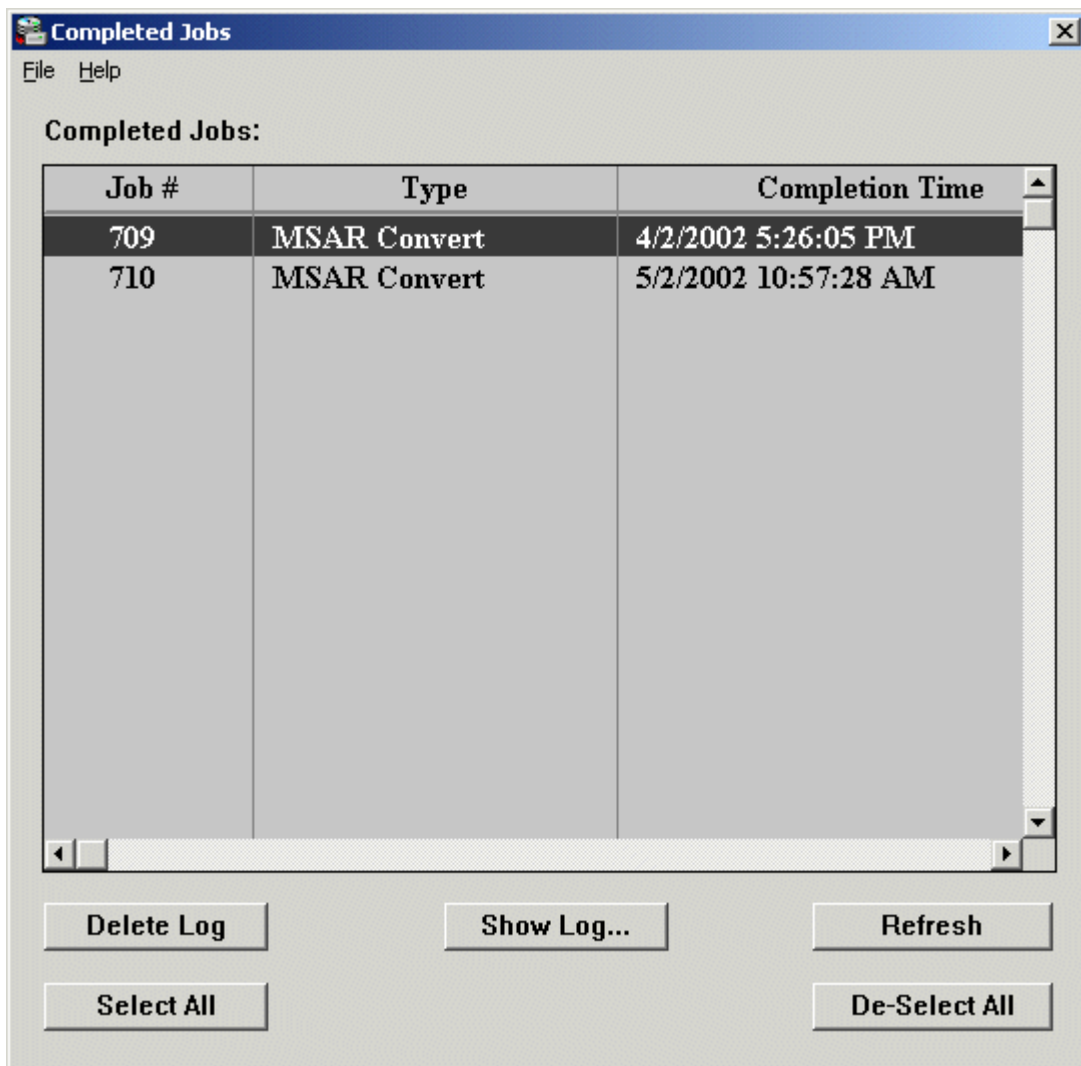 Completed Jobs
File Help
Completed Jobs:
Job # Type Completion Time
709 MSAR Convert 4/2/2002 5:26:05 PM
710 MSAR Convert 5/2/2002 10:57:28 AM
Delete Log Show Log... Refresh
Select All De-Select All